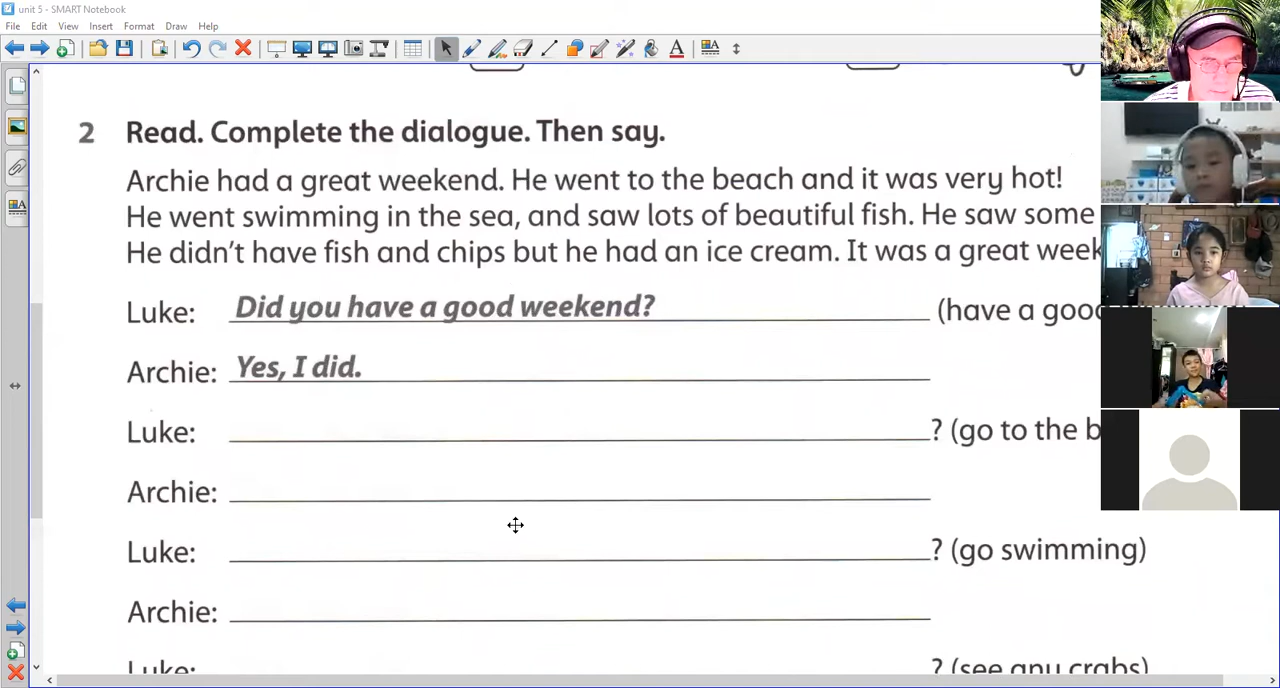 unit 5 - SMART Notebook
File Edit View Insert Format Draw Help
2 Read. Complete the dialogue. Then say.
Archie had a great weekend. He went to the beach and it was very hot!
He went swimming in the sea, and saw lots of beautiful fish. He saw some
He didn't have fish and chips but he had an ice cream. It was a great week
Luke: Did you have a good weekend? (have a good
Archie: Yes, I did.
Luke: ? (go to the b
Archie:
Luke: ? (go swimming)
Archie:
Luke: ? (see any crabs)